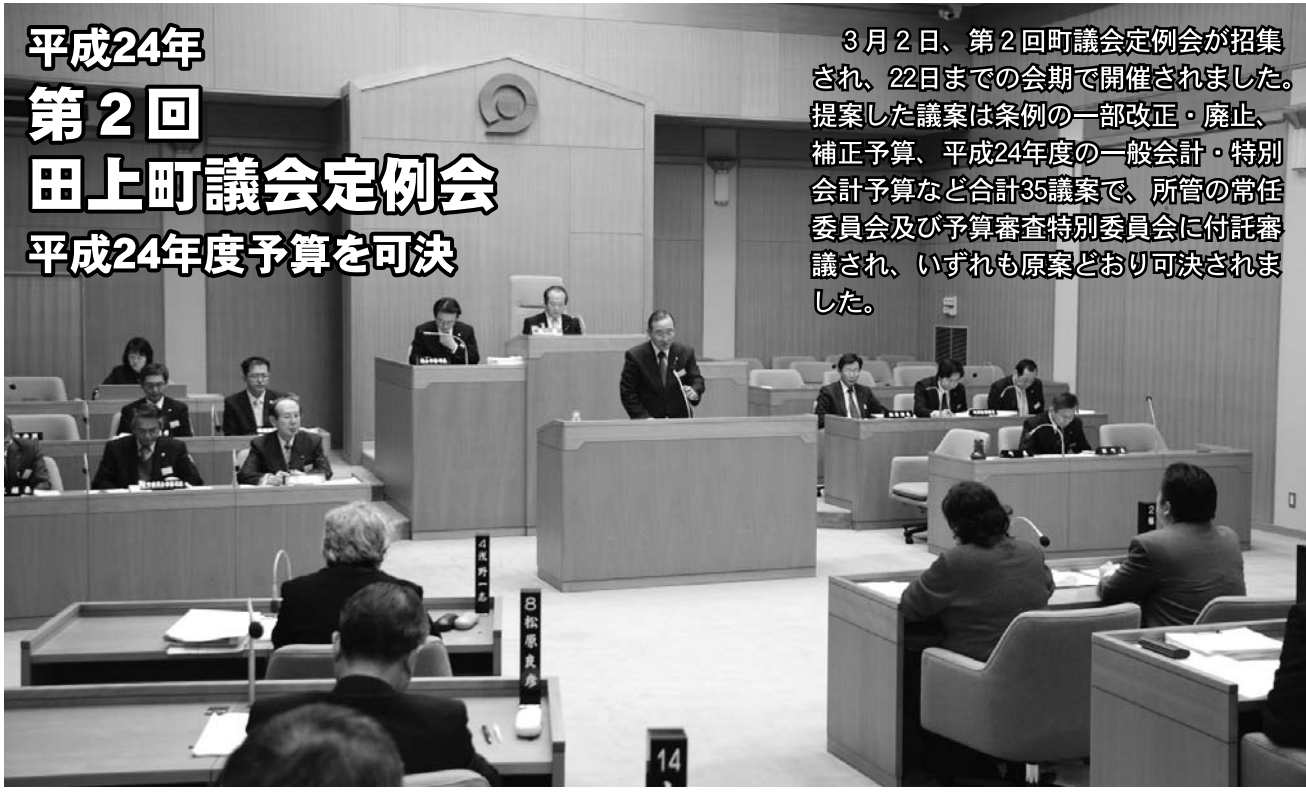 平成24年
第２回
田上町議会定例会
平成24年度予算を可決
　３月２日、第２回町議会定例会が招集
され、22日までの会期で開催されました。
提案した議案は条例の一部改正・廃止、
補正予算、平成24年度の一般会計・特別
会計予算など合計35議案で、所管の常任
委員会及び予算審査特別委員会に付託審
議され、いずれも原案どおり可決されま
した。
4 浅野一志
8 松原良彦
2
14